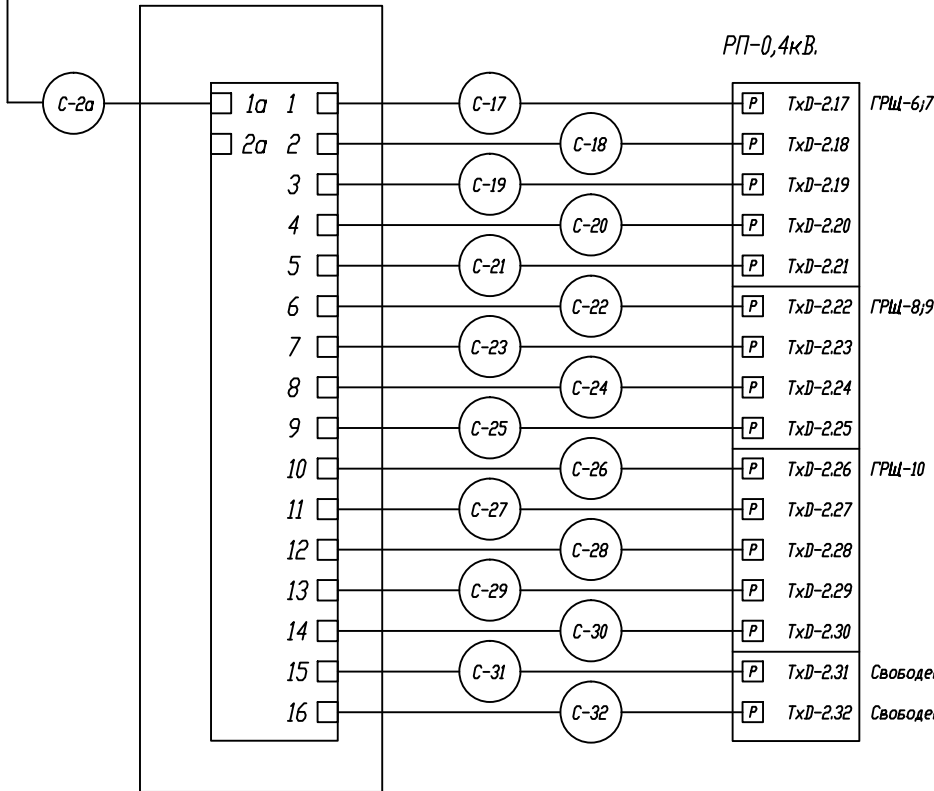 РП-0,4кВ.
С-2а 1а 1 С-17 Р TxD-2.17 ГРЩ-6;7
2а 2 С-18 Р TxD-2.18
3 С-19 Р TxD-2.19
4 С-20 Р TxD-2.20
5 С-21 Р TxD-2.21
6 С-22 Р TxD-2.22 ГРЩ-8;9
7 С-23 Р TxD-2.23
8 С-24 Р TxD-2.24
9 С-25 Р TxD-2.25
10 С-26 Р TxD-2.26 ГРЩ-10
11 С-27 Р TxD-2.27
12 С-28 Р TxD-2.28
13 С-29 Р TxD-2.29
14 С-30 Р TxD-2.30
15 С-31 Р TxD-2.31
16 С-32 Р TxD-2.32